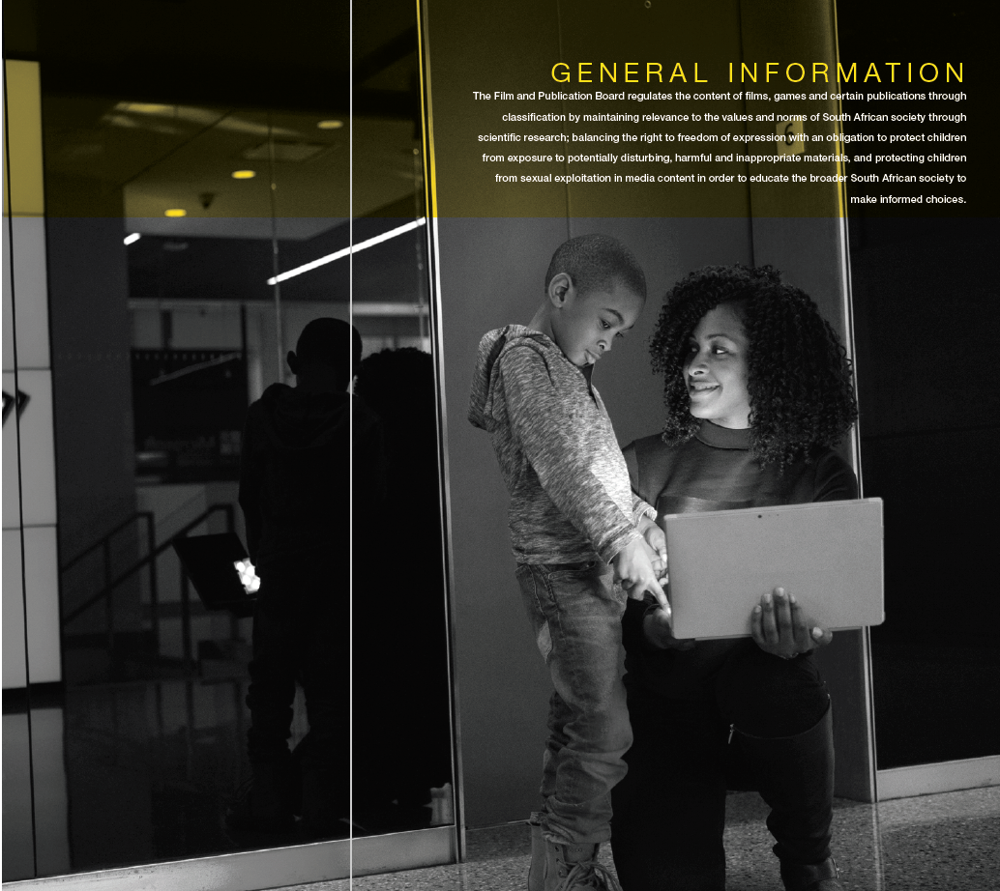 GENERAL INFORMATION
The Film and Publication Board regulates the content of films, games and certain publications through
classification by maintaining relevance to the values and norms of South African society through
scientific research; balancing the right to freedom of expression with an obligation to protect children
from exposure to potentially disturbing, harmful and inappropriate materials, and protecting children
from sexual exploitation in media content in order to educate the broader South African society to
make informed choices.
6